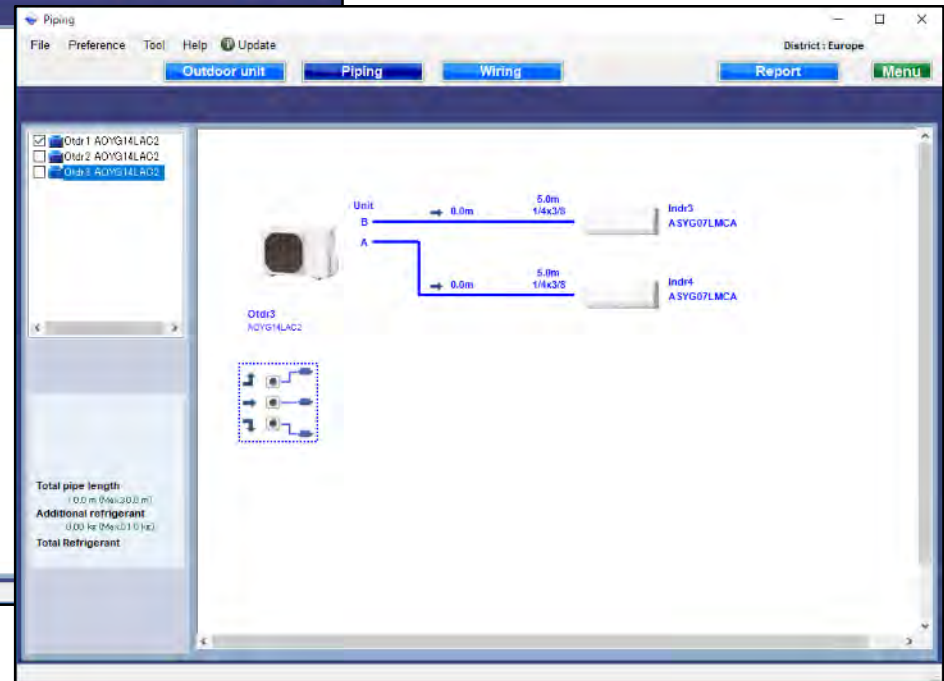 Piping
File Preference Tool Help Update
District : Europe
Outdoor unit Piping Wiring Report Menu
Otdr1 AOYG14LAC2
Otdr2 AOYG14LAC2
Otdr3 AOYG14LAC2
Unit
B
0.0m
5.0m
1/4x3/8
Indr3
ASYG07LMCA
A
0.0m
5.0m
1/4x3/8
Indr4
ASYG07LMCA
Otdr3
AOYG14LAC2
Total pipe length
Additional refrigerant
Total Refrigerant